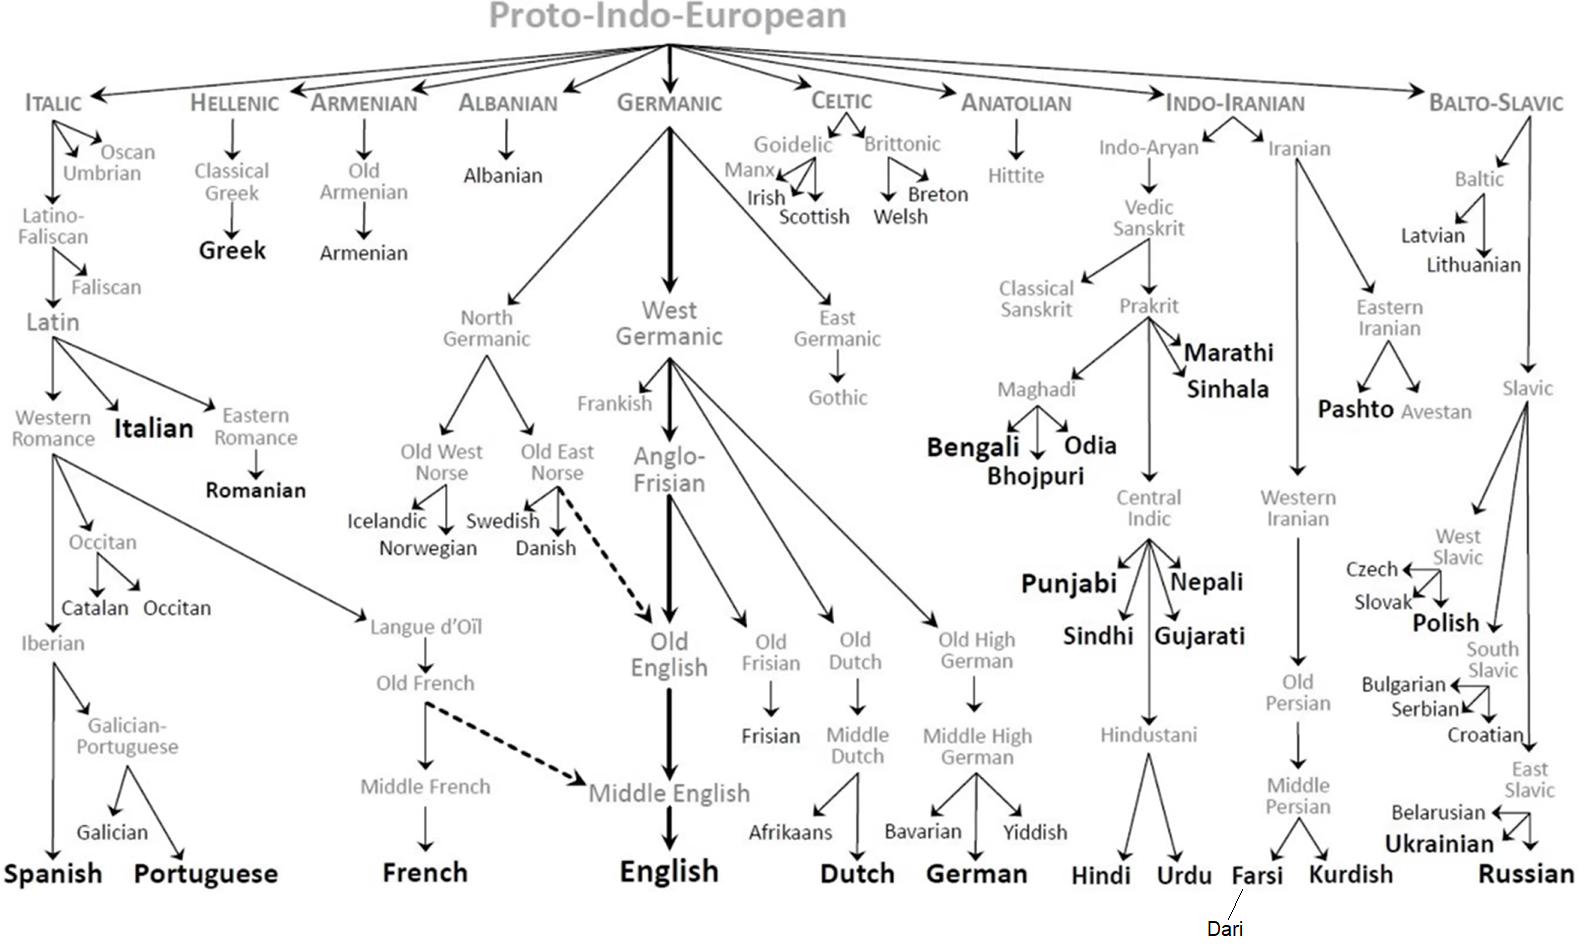 Proto-Indo-European
ITALIC
HELLENIC
ARMENIAN
ALBANIAN
GERMANIC
CELTIC
ANATOLIAN
INDO-IRANIAN
BALTO-SLAVIC
Oscan
Umbrian
Latino-
Faliscan
Faliscan
Latin
Western
Romance
Italian
Eastern
Romance
Romanian
Occitan
Catalan
Occitan
Iberian
Galician-
Portuguese
Galician
Spanish
Portuguese
Langue d'Oïl
Old French
Middle French
French
Classical
Greek
Greek
Old
Armenian
Armenian
Albanian
North
Germanic
Old West
Norse
Icelandic
Norwegian
Old East
Norse
Swedish
Danish
West
Germanic
Frankish
Anglo-
Frisian
Old
English
Middle English
English
Old
Frisian
Frisian
Old
Dutch
Middle
Dutch
Afrikaans
Dutch
Old High
German
Middle High
German
Bavarian
Yiddish
German
East
Germanic
Gothic
Goidelic
Manx
Irish
Scottish
Brittonic
Breton
Welsh
Hittite
Indo-Aryan
Vedic
Sanskrit
Classical
Sanskrit
Prakrit
Marathi
Sinhala
Maghadi
Bengali
Odia
Bhojpuri
Central
Indic
Punjabi
Nepali
Sindhi
Gujarati
Hindustani
Hindi
Urdu
Iranian
Eastern
Iranian
Pashto
Avestan
Western
Iranian
Old
Persian
Middle
Persian
Farsi
Kurdish
Dari
Baltic
Latvian
Lithuanian
Slavic
West
Slavic
Czech
Slovak
Polish
South
Slavic
Bulgarian
Serbian
Croatian
East
Slavic
Belarusian
Ukrainian
Russian